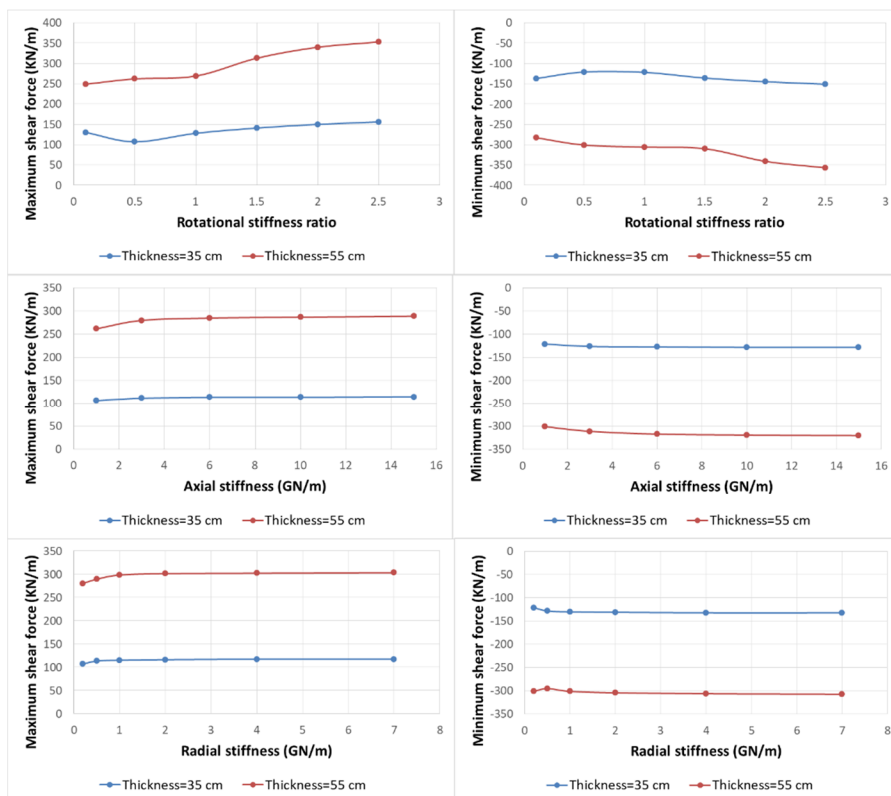 Maximum shear force (KN/m)
400
350
300
250
200
150
100
50
0
0 0.5 1 1.5 2 2.5 3
Rotational stiffness ratio
Thickness=35 cm Thickness=55 cm
Minimum shear force (KN/m)
0
-50
-100
-150
-200
-250
-300
-350
-400
0 0.5 1 1.5 2 2.5 3
Rotational stiffness ratio
Thickness=35 cm Thickness=55 cm
Maximum shear force (KN/m)
350
300
250
200
150
100
50
0
0 2 4 6 8 10 12 14 16
Axial stiffness (GN/m)
Thickness=35 cm Thickness=55 cm
Minimum shear force (KN/m)
0
-50
-100
-150
-200
-250
-300
-350
0 2 4 6 8 10 12 14 16
Axial stiffness (GN/m)
Thickness=35 cm Thickness=55 cm
Maximum shear force (KN/m)
350
300
250
200
150
100
50
0
0 1 2 3 4 5 6 7 8
Radial stiffness (GN/m)
Thickness=35 cm Thickness=55 cm
Minimum shear force (KN/m)
0
-50
-100
-150
-200
-250
-300
-350
0 1 2 3 4 5 6 7 8
Radial stiffness (GN/m)
Thickness=35 cm Thickness=55 cm